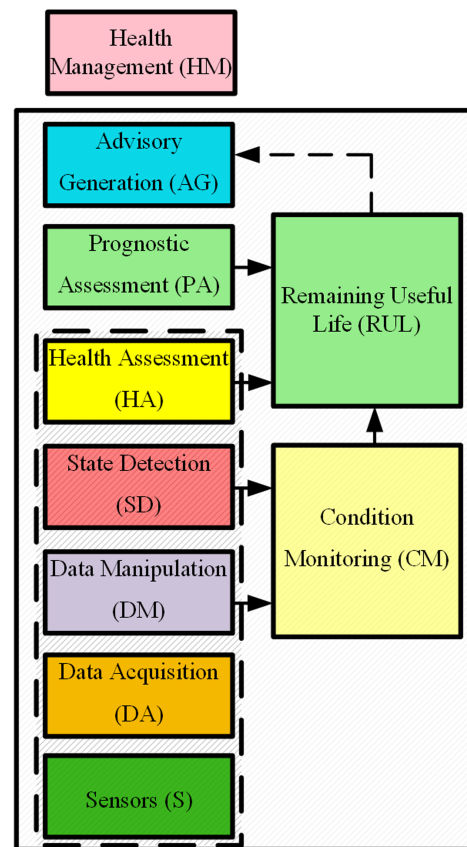 Health
Management (HM)
Advisory
Generation (AG)
Prognostic
Assessment (PA)
Remaining Useful
Life (RUL)
Health Assessment
(HA)
State Detection
(SD)
Condition
Monitoring (CM)
Data Manipulation
(DM)
Data Acquisition
(DA)
Sensors (S)